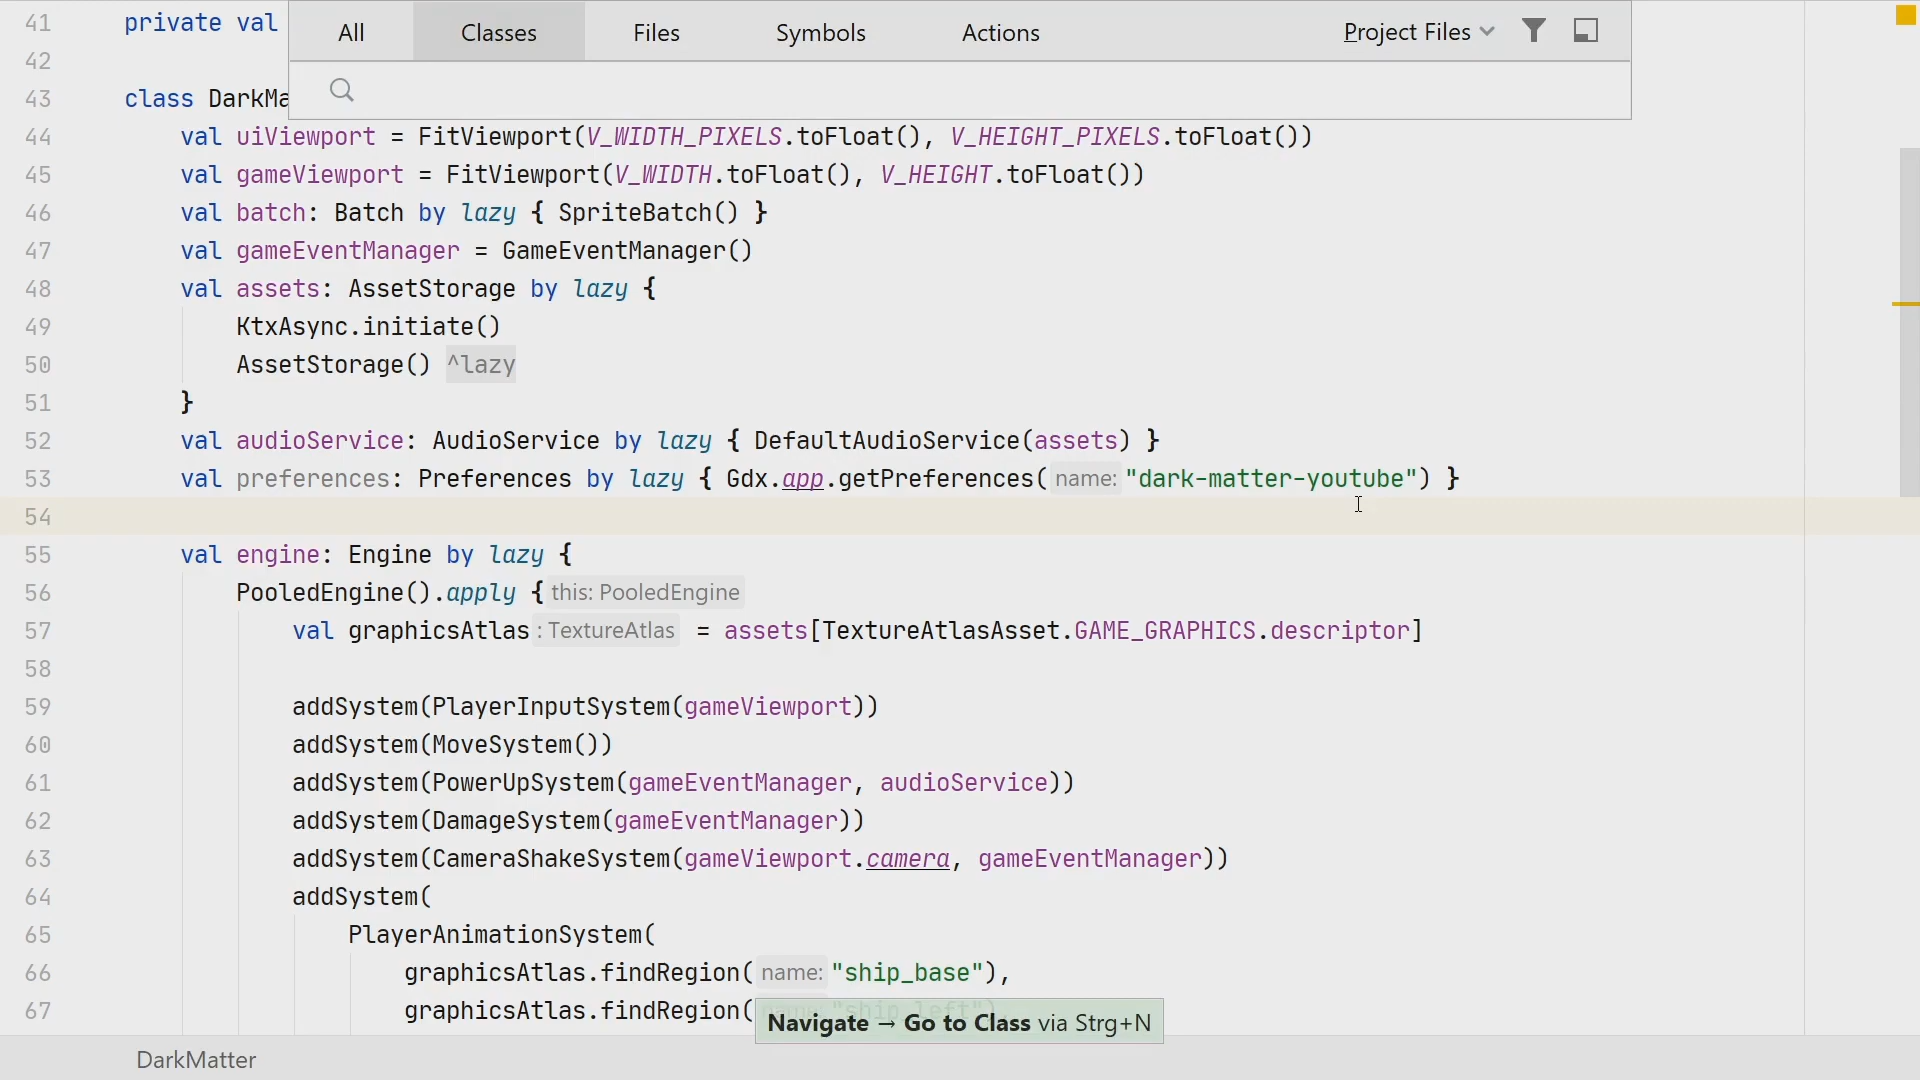 All Classes Files Symbols Actions Project Files
41 private val
42
43 class DarkMa
44 val uiViewport = FitViewport(V_WIDTH_PIXELS.toFloat(), V_HEIGHT_PIXELS.toFloat())
45 val gameViewport = FitViewport(V_WIDTH.toFloat(), V_HEIGHT.toFloat())
46 val batch: Batch by lazy { SpriteBatch() }
47 val gameEventManager = GameEventManager()
48 val assets: AssetStorage by lazy {
49 KtxAsync.initiate()
50 AssetStorage() ^lazy
51 }
52 val audioService: AudioService by lazy { DefaultAudioService(assets) }
53 val preferences: Preferences by lazy { Gdx.app.getPreferences( name: "dark-matter-youtube") }
54
55 val engine: Engine by lazy {
56 PooledEngine().apply { this: PooledEngine
57 val graphicsAtlas : TextureAtlas = assets[TextureAtlasAsset.GAME_GRAPHICS.descriptor]
58
59 addSystem(PlayerInputSystem(gameViewport))
60 addSystem(MoveSystem())
61 addSystem(PowerUpSystem(gameEventManager, audioService))
62 addSystem(DamageSystem(gameEventManager))
63 addSystem(CameraShakeSystem(gameViewport.camera, gameEventManager))
64 addSystem(
65 PlayerAnimationSystem(
66 graphicsAtlas.findRegion( name: "ship_base"),
67 graphicsAtlas.findRegion( name: "ship_left"),
Navigate → Go to Class via Strg+N
DarkMatter